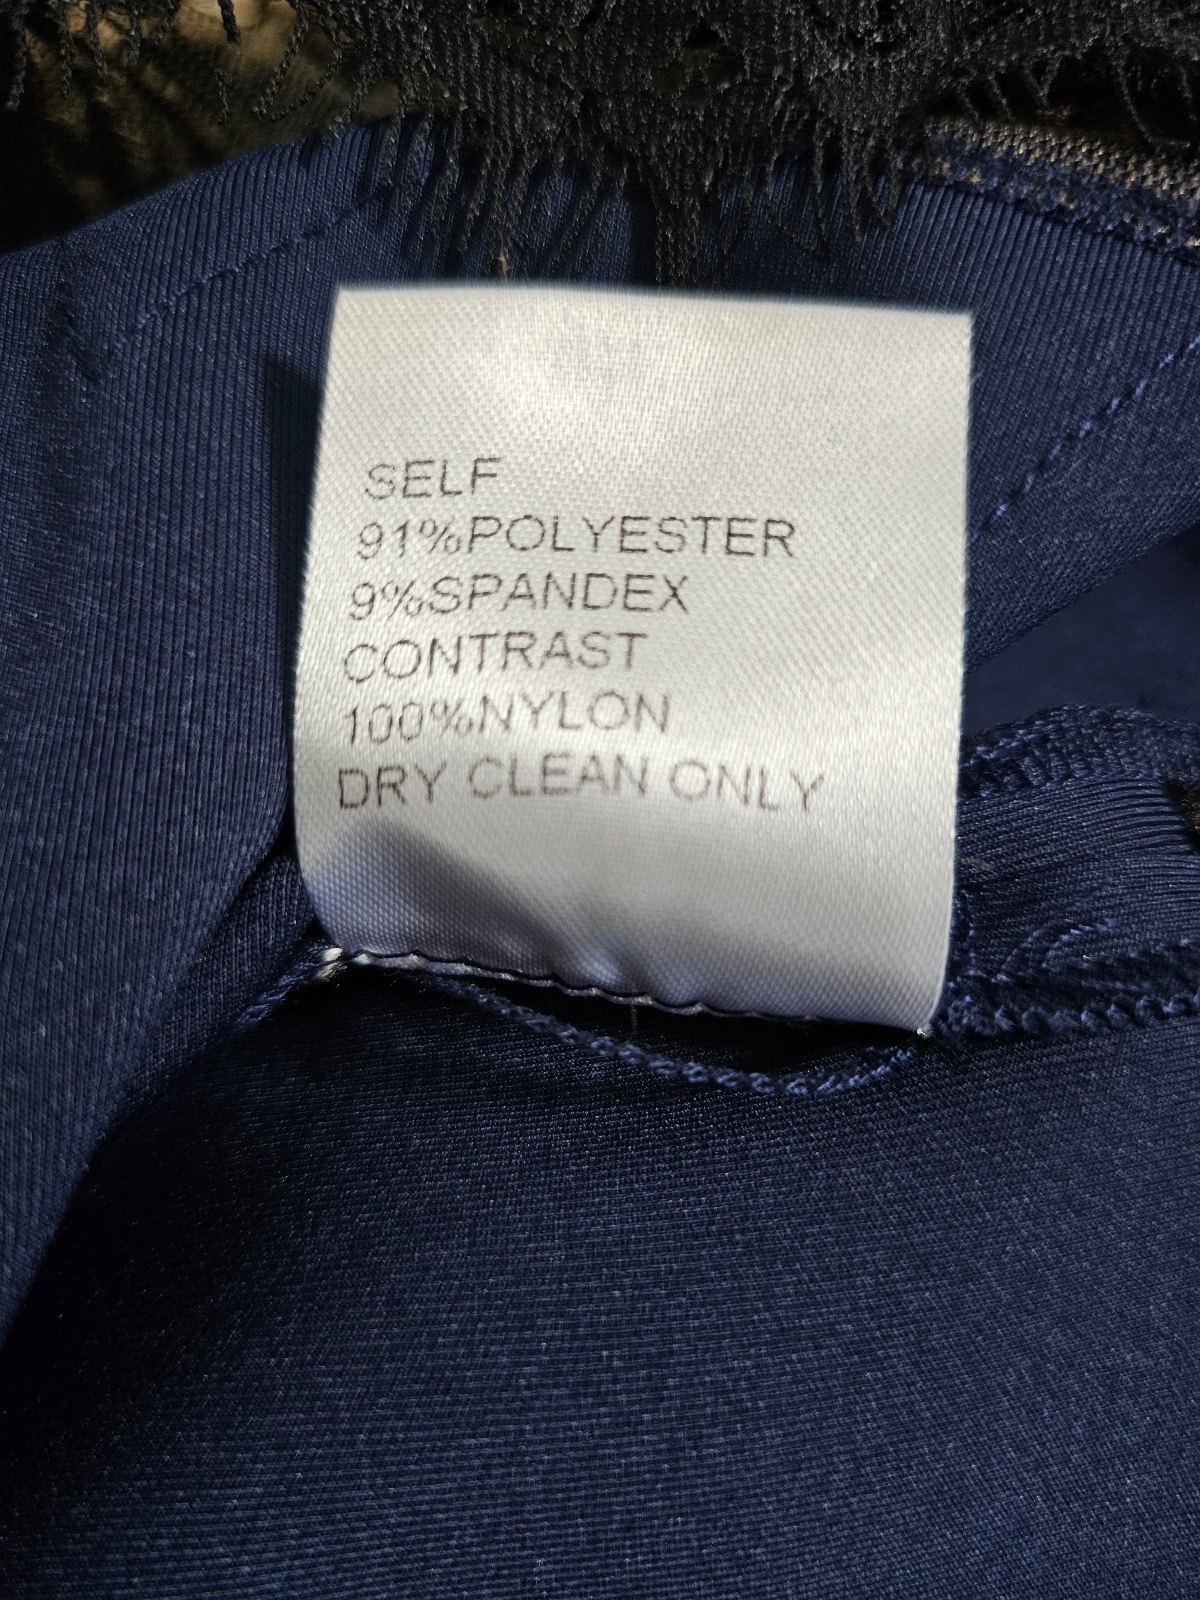 SELF
91%POLYESTER
9%SPANDEX
CONTRAST
100%NYLON
DRY CLEAN ONLY